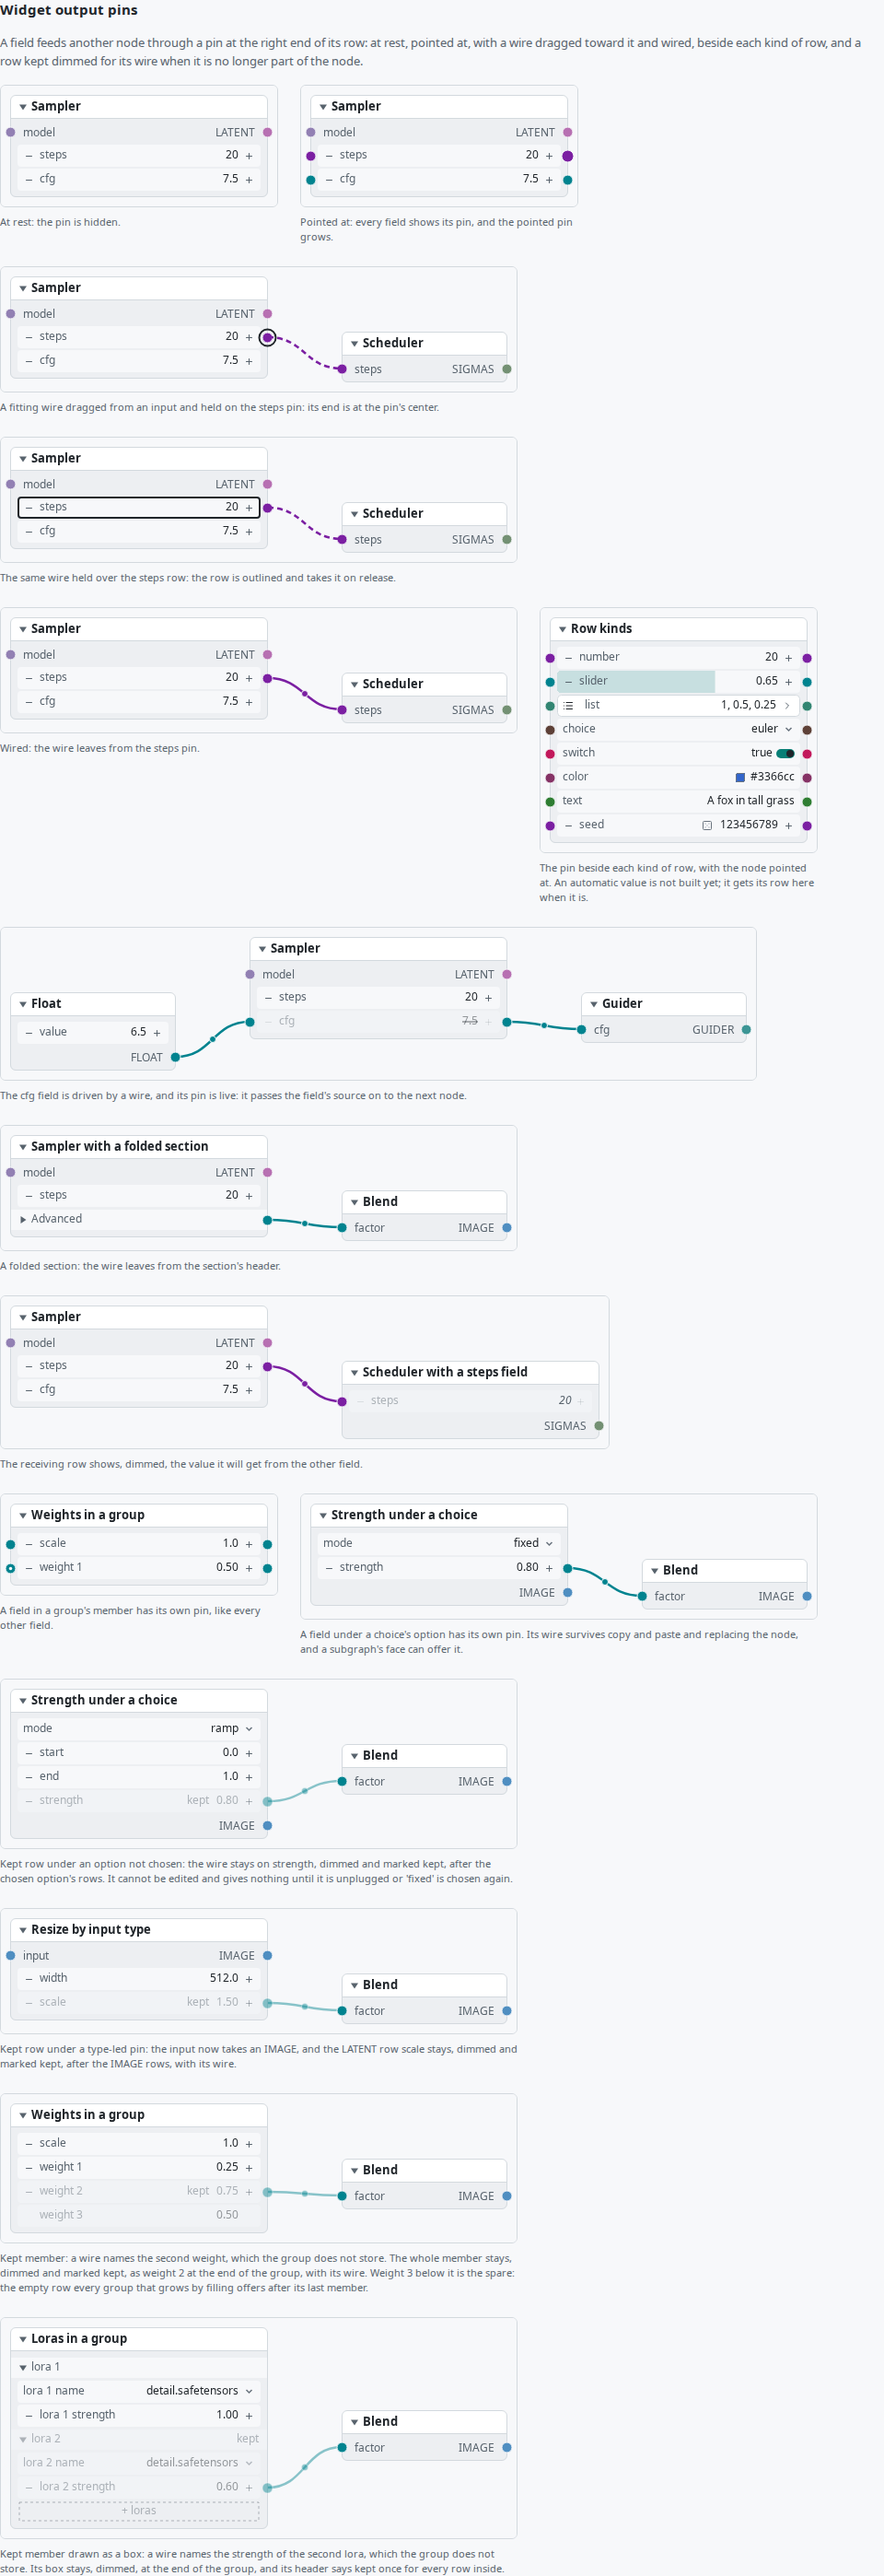 Widget output pins
A field feeds another node through a pin at the right end of its row: at rest, pointed at, with a wire dragged toward it and wired, beside each kind of row, and a
row kept dimmed for its wire when it is no longer part of the node.
Sampler
model LATENT
− steps 20 +
− cfg 7.5 +
At rest: the pin is hidden.
Sampler
model LATENT
− steps 20 +
− cfg 7.5 +
Pointed at: every field shows its pin, and the pointed pin
grows.
Sampler
model LATENT
− steps 20 +
− cfg 7.5 +
Scheduler
steps SIGMAS
A fitting wire dragged from an input and held on the steps pin: its end is at the pin's center.
Sampler
model LATENT
− steps 20 +
− cfg 7.5 +
Scheduler
steps SIGMAS
The same wire held over the steps row: the row is outlined and takes it on release.
Sampler
model LATENT
− steps 20 +
− cfg 7.5 +
Scheduler
steps SIGMAS
Wired: the wire leaves from the steps pin.
Row kinds
− number 20 +
− slider 0.65 +
list 1, 0.5, 0.25
choice euler
switch true
color #3366cc
text A fox in tall grass
− seed 123456789 +
The pin beside each kind of row, with the node pointed
at. An automatic value is not built yet; it gets its row here
when it is.
Float
− value 6.5 +
FLOAT
Sampler
model LATENT
− steps 20 +
− cfg 7.5 +
Guider
cfg GUIDER
The cfg field is driven by a wire, and its pin is live: it passes the field's source on to the next node.
Sampler with a folded section
model LATENT
− steps 20 +
Advanced
Blend
factor IMAGE
A folded section: the wire leaves from the section's header.
Sampler
model LATENT
− steps 20 +
− cfg 7.5 +
Scheduler with a steps field
− steps 20 +
SIGMAS
The receiving row shows, dimmed, the value it will get from the other field.
Weights in a group
− scale 1.0 +
− weight 1 0.50 +
A field in a group's member has its own pin, like every
other field.
Strength under a choice
mode fixed
− strength 0.80 +
IMAGE
Blend
factor IMAGE
A field under a choice's option has its own pin. Its wire survives copy and paste and replacing the node,
and a subgraph's face can offer it.
Strength under a choice
mode ramp
− start 0.0 +
− end 1.0 +
− strength kept 0.80 +
IMAGE
Blend
factor IMAGE
Kept row under an option not chosen: the wire stays on strength, dimmed and marked kept, after the
chosen option's rows. It cannot be edited and gives nothing until it is unplugged or 'fixed' is chosen again.
Resize by input type
input IMAGE
− width 512.0 +
− scale kept 1.50 +
Blend
factor IMAGE
Kept row under a type-led pin: the input now takes an IMAGE, and the LATENT row scale stays, dimmed and
marked kept, after the IMAGE rows, with its wire.
Weights in a group
− scale 1.0 +
− weight 1 0.25 +
− weight 2 kept 0.75 +
weight 3 0.50
Blend
factor IMAGE
Kept member: a wire names the second weight, which the group does not store. The whole member stays,
dimmed and marked kept, as weight 2 at the end of the group, with its wire. Weight 3 below it is the spare:
the empty row every group that grows by filling offers after its last member.
Loras in a group
lora 1
lora 1 name detail.safetensors
− lora 1 strength 1.00 +
lora 2 kept
lora 2 name detail.safetensors
− lora 2 strength 0.60 +
+ loras
Blend
factor IMAGE
Kept member drawn as a box: a wire names the strength of the second lora, which the group does not
store. Its box stays, dimmed, at the end of the group, and its header says kept once for every row inside.